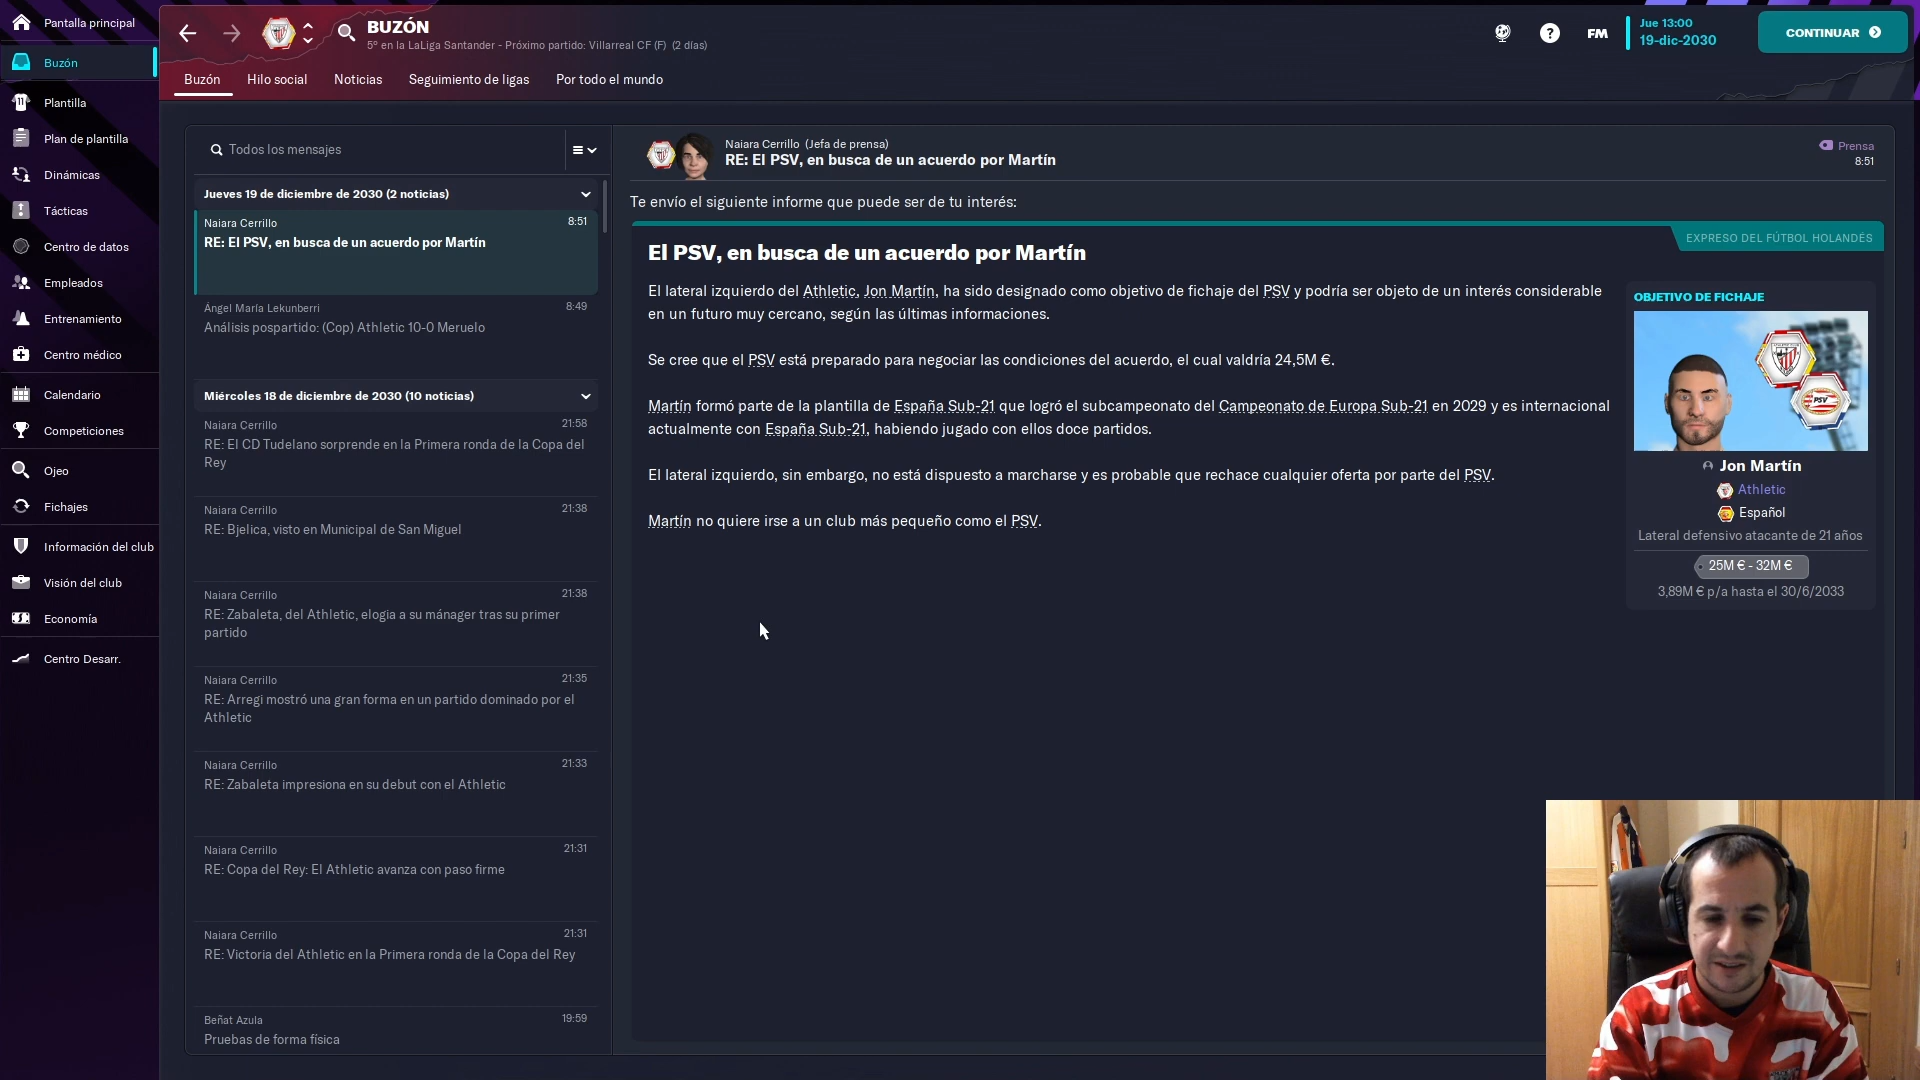 Pantalla principal
Buzón
Plantilla
Plan de plantilla
Dinámicas
Tácticas
Centro de datos
Empleados
Entrenamiento
Centro médico
Calendario
Competiciones
Ojeo
Fichajes
Información del club
Visión del club
Economía
Centro Desarr.
BUZÓN
5º en la LaLiga Santander - Próximo partido: Villarreal CF (F) (2 días)
FM
Jue 13:00
19-dic-2030
CONTINUAR
Buzón
Hilo social
Noticias
Seguimiento de ligas
Por todo el mundo
Todos los mensajes
Jueves 19 de diciembre de 2030 (2 noticias)
Naiara Cerrillo 8:51
RE: El PSV, en busca de un acuerdo por Martín
Ángel María Lekunberri 8:49
Análisis pospartido: (Cop) Athletic 10-0 Meruelo
Miércoles 18 de diciembre de 2030 (10 noticias)
Naiara Cerrillo 21:58
RE: El CD Tudelano sorprende en la Primera ronda de la Copa del
Rey
Naiara Cerrillo 21:38
RE: Bjelica, visto en Municipal de San Miguel
Naiara Cerrillo 21:38
RE: Zabaleta, del Athletic, elogia a su mánager tras su primer
partido
Naiara Cerrillo 21:35
RE: Arregi mostró una gran forma en un partido dominado por el
Athletic
Naiara Cerrillo 21:33
RE: Zabaleta impresiona en su debut con el Athletic
Naiara Cerrillo 21:31
RE: Copa del Rey: El Athletic avanza con paso firme
Naiara Cerrillo 21:31
RE: Victoria del Athletic en la Primera ronda de la Copa del Rey
Beñat Azula 19:59
Pruebas de forma física
Naiara Cerrillo (Jefa de prensa)
RE: El PSV, en busca de un acuerdo por Martín
Prensa
8:51
Te envío el siguiente informe que puede ser de tu interés:
EXPRESO DEL FÚTBOL HOLANDÉS
El PSV, en busca de un acuerdo por Martín
El lateral izquierdo del Athletic, Jon Martín, ha sido designado como objetivo de fichaje del PSV y podría ser objeto de un interés considerable
en un futuro muy cercano, según las últimas informaciones.
Se cree que el PSV está preparado para negociar las condiciones del acuerdo, el cual valdría 24,5M €.
Martín formó parte de la plantilla de España Sub-21 que logró el subcampeonato del Campeonato de Europa Sub-21 en 2029 y es internacional
actualmente con España Sub-21, habiendo jugado con ellos doce partidos.
El lateral izquierdo, sin embargo, no está dispuesto a marcharse y es probable que rechace cualquier oferta por parte del PSV.
Martín no quiere irse a un club más pequeño como el PSV.
OBJETIVO DE FICHAJE
PSV
Jon Martín
Athletic
Español
Lateral defensivo atacante de 21 años
25M € - 32M €
3,89M € p/a hasta el 30/6/2033